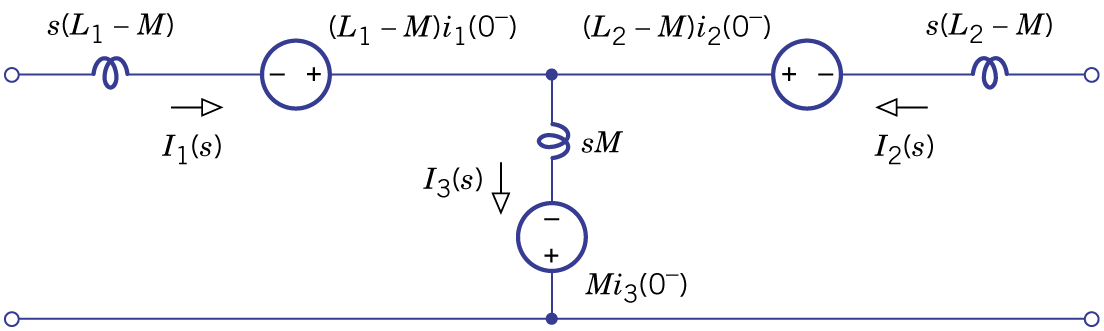 s(L₁ – M)
(L₁ – M)i₁(0⁻)
(L₂ – M)i₂(0⁻)
s(L₂ – M)
– +
+ –
I₁(s)
sM
I₂(s)
I₃(s)
–
+
Mi₃(0⁻)